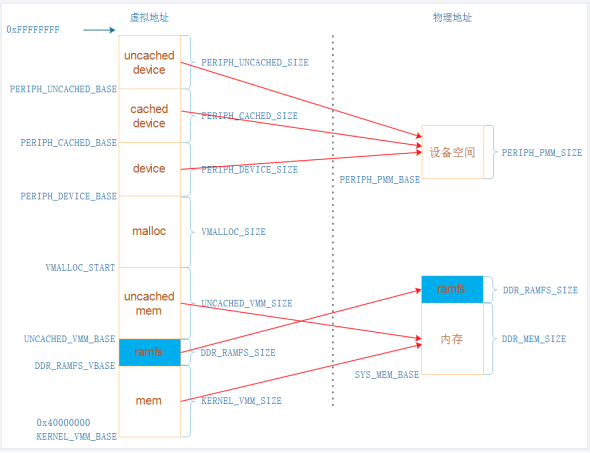 虚拟地址
物理地址
0xFFFFFFFF
uncached
device
PERIPH_UNCACHED_SIZE
PERIPH_UNCACHED_BASE
cached
device
PERIPH_CACHED_SIZE
PERIPH_CACHED_BASE
设备空间
PERIPH_PMM_SIZE
device
PERIPH_DEVICE_SIZE
PERIPH_PMM_BASE
PERIPH_DEVICE_BASE
malloc
VMALLOC_SIZE
VMALLOC_START
uncached
mem
UNCACHED_VMM_SIZE
ramfs
DDR_RAMFS_SIZE
UNCACHED_VMM_BASE
内存
DDR_MEM_SIZE
ramfs
DDR_RAMFS_SIZE
DDR_RAMFS_VBASE
SYS_MEM_BASE
mem
KERNEL_VMM_SIZE
0x40000000
KERNEL_VMM_BASE